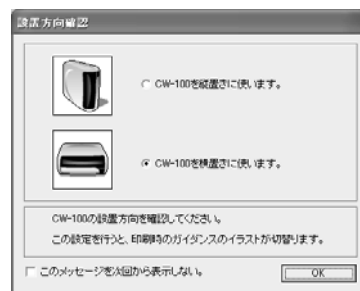 設置方向確認
CW-100を縦置きに使います。
CW-100を横置きに使います。
CW-100の設置方向を確認してください。
この設定を行うと、印刷時のガイダンスのイラストが切替ります。
このメッセージを次回から表示しない。
OK